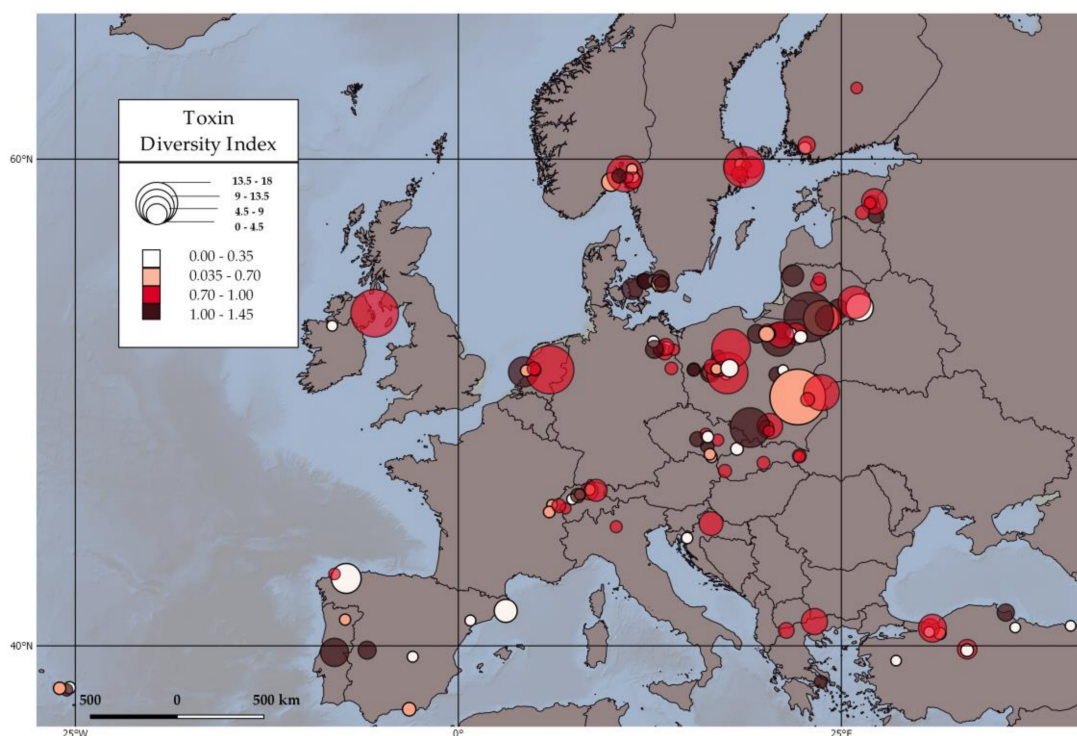 Toxin
Diversity Index
13.5 - 18
9 - 13.5
4.5 - 9
0 - 4.5
0.00 - 0.35
0.035 - 0.70
0.70 - 1.00
1.00 - 1.45
60°N
40°N
500 0 500 km
25°W 0° 25°E